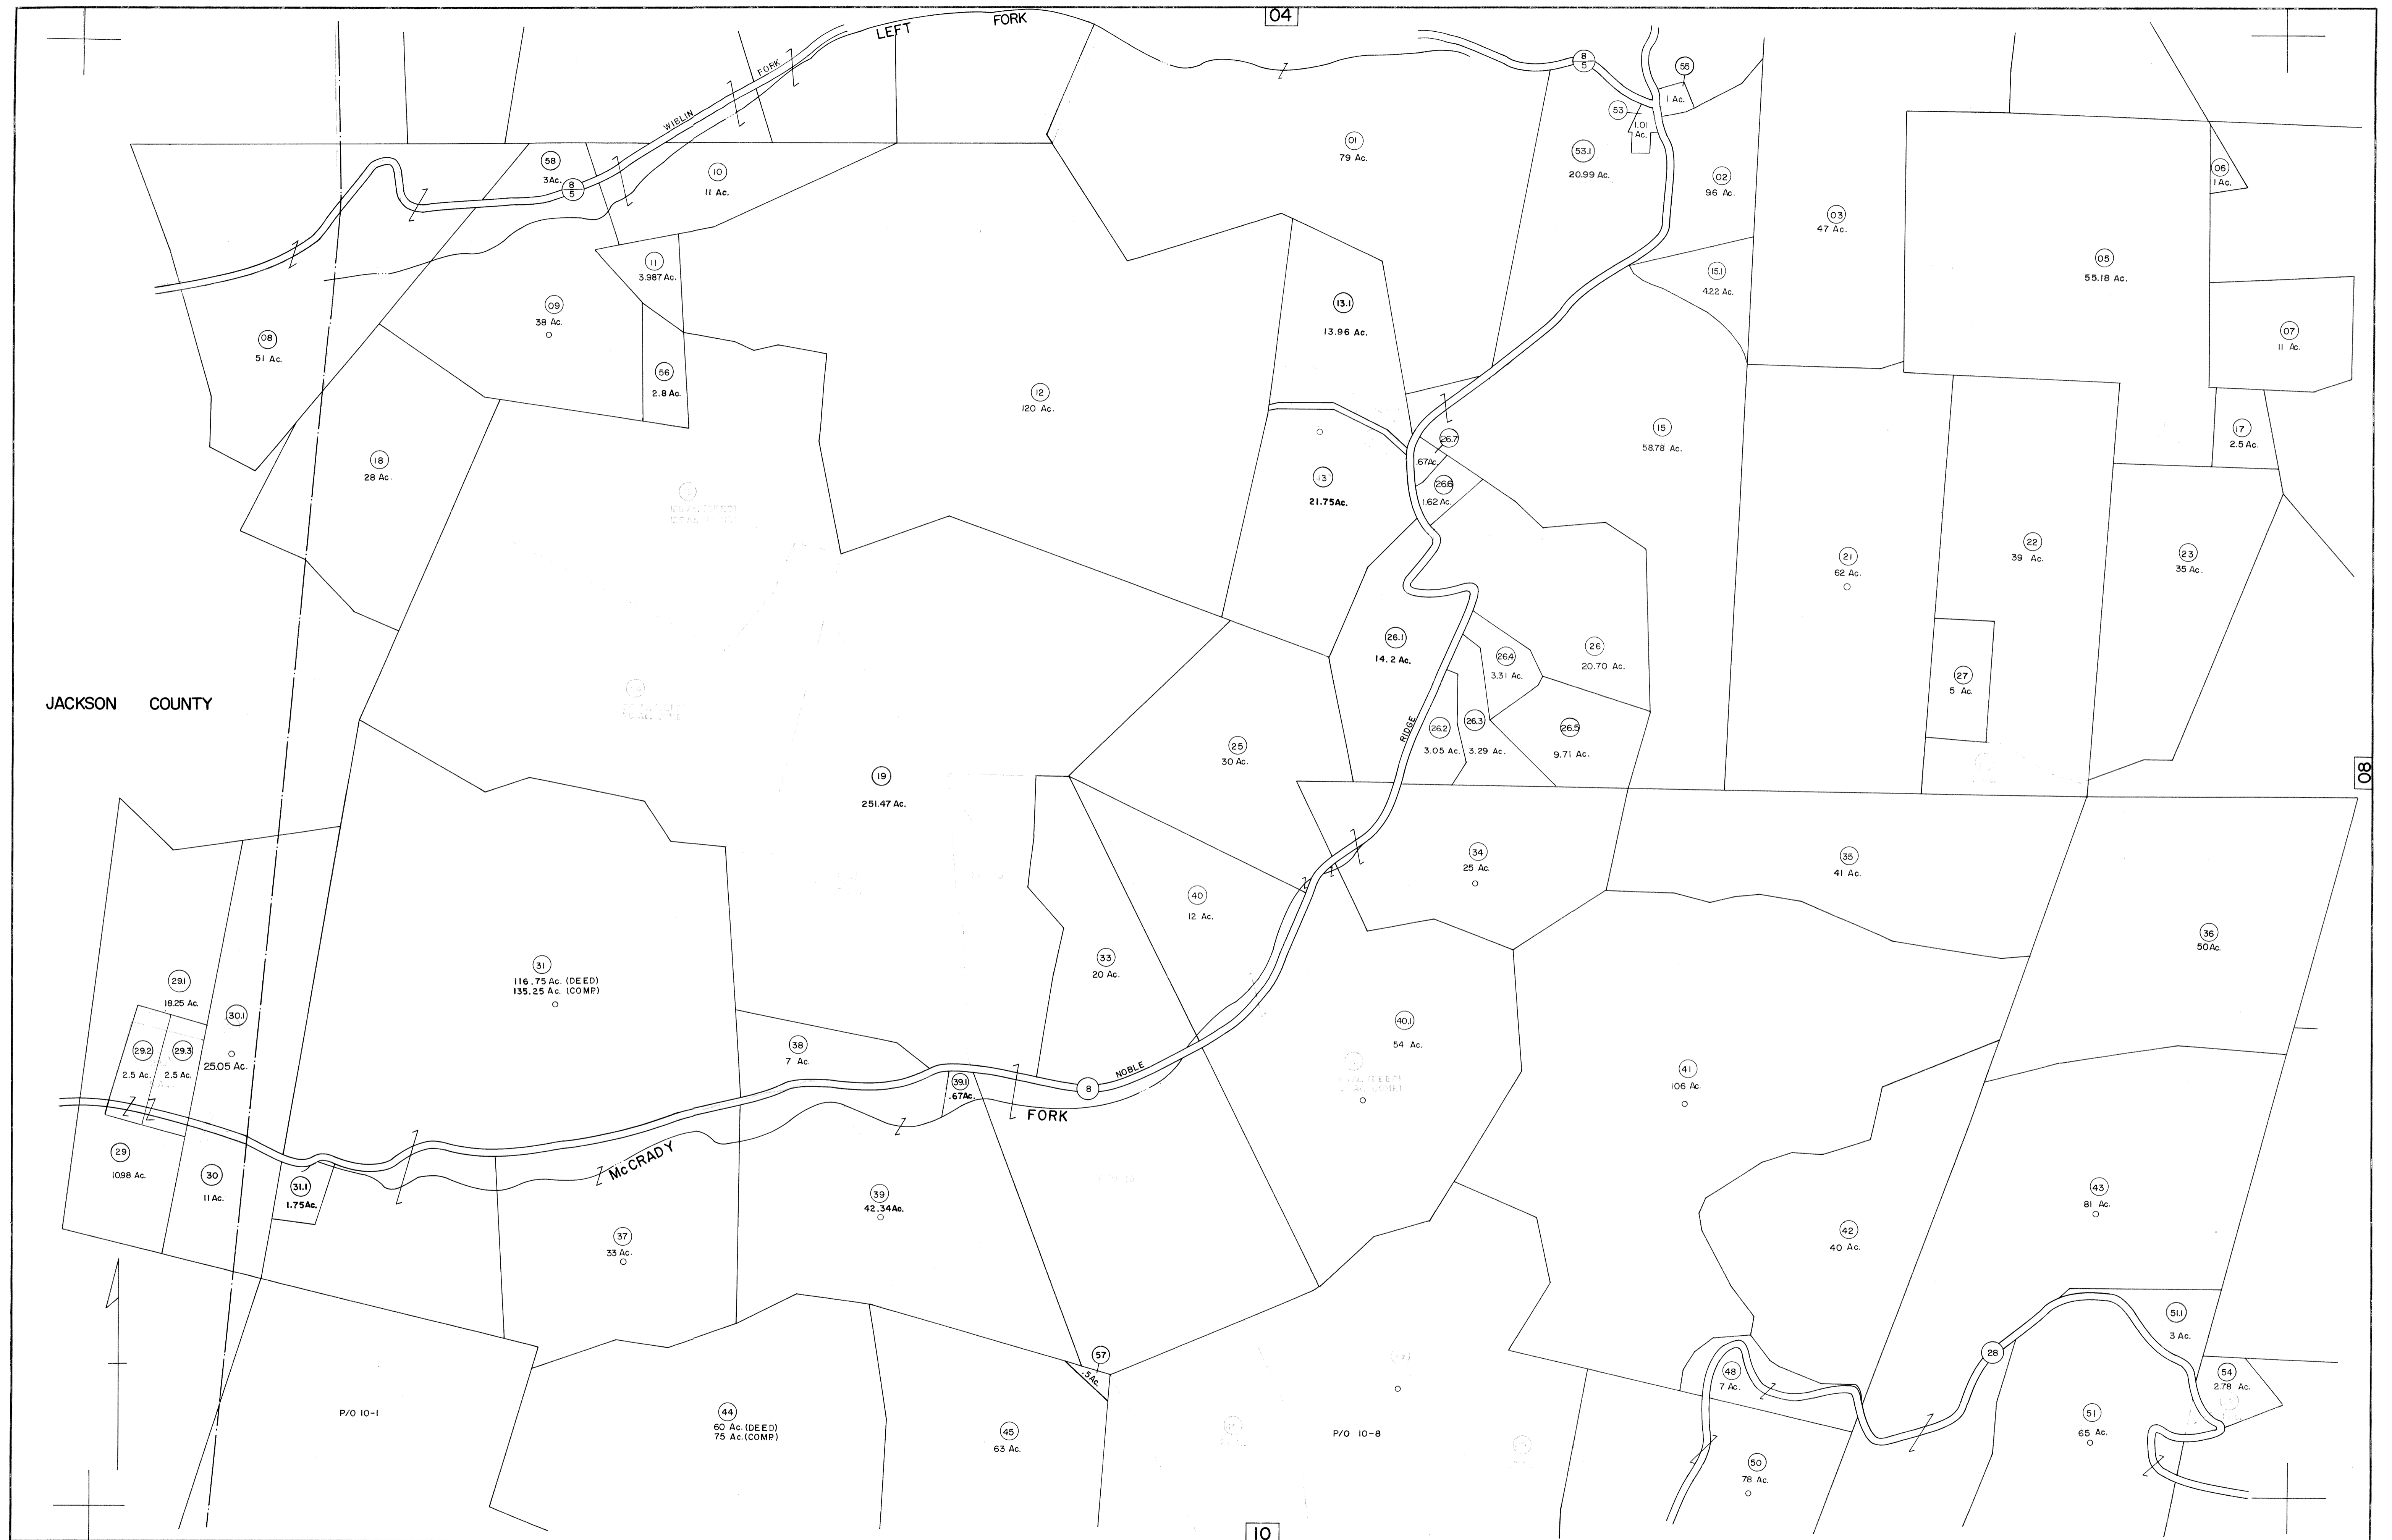 04
LEFT FORK
WIBLIN FORK
8
5
55
1 Ac.
53
1.01
Ac.
01
79 Ac.
53.1
20.99 Ac.
02
9.6 Ac.
03
47 Ac.
06
1 Ac.
58
3 Ac.
8
5
10
11 Ac.
05
55.18 Ac.
11
3.987 Ac.
15.1
4.22 Ac.
09
38 Ac.
13.1
13.96 Ac.
07
11 Ac.
08
51 Ac.
56
2.8 Ac.
12
120 Ac.
15
58.78 Ac.
17
2.5 Ac.
26.7
.67Ac.
18
28 Ac.
13
21.75Ac.
26.6
1.62 Ac.
21
62 Ac.
22
39 Ac.
23
35 Ac.
26.1
14.2 Ac.
26.4
3.31 Ac.
26
20.70 Ac.
27
5 Ac.
JACKSON COUNTY
RIDGE
26.2
3.05 Ac.
26.3
3.29 Ac.
26.5
9.71 Ac.
25
30 Ac.
19
251.47 Ac.
08
34
25 Ac.
35
41 Ac.
40
12 Ac.
36
50 Ac.
33
20 Ac.
31
116.75 Ac. (DEED)
135.25 Ac. (COMP.)
29.1
18.25 Ac.
30.1
25.05 Ac.
29.2
2.5 Ac.
29.3
2.5 Ac.
38
7 Ac.
40.1
54 Ac.
41
106 Ac.
NOBLE
8
39.1
.67Ac.
FORK
McCRADY
29
10.98 Ac.
30
11 Ac.
31.1
1.75Ac.
39
42.34Ac.
37
33 Ac.
43
81 Ac.
42
40 Ac.
51.1
3 Ac.
28
57
.5Ac.
48
7 Ac.
54
2.78 Ac.
P/O 10-1
44
60 Ac. (DEED)
75 Ac. (COMP.)
45
63 Ac.
P/O 10-8
51
65 Ac.
50
78 Ac.
10